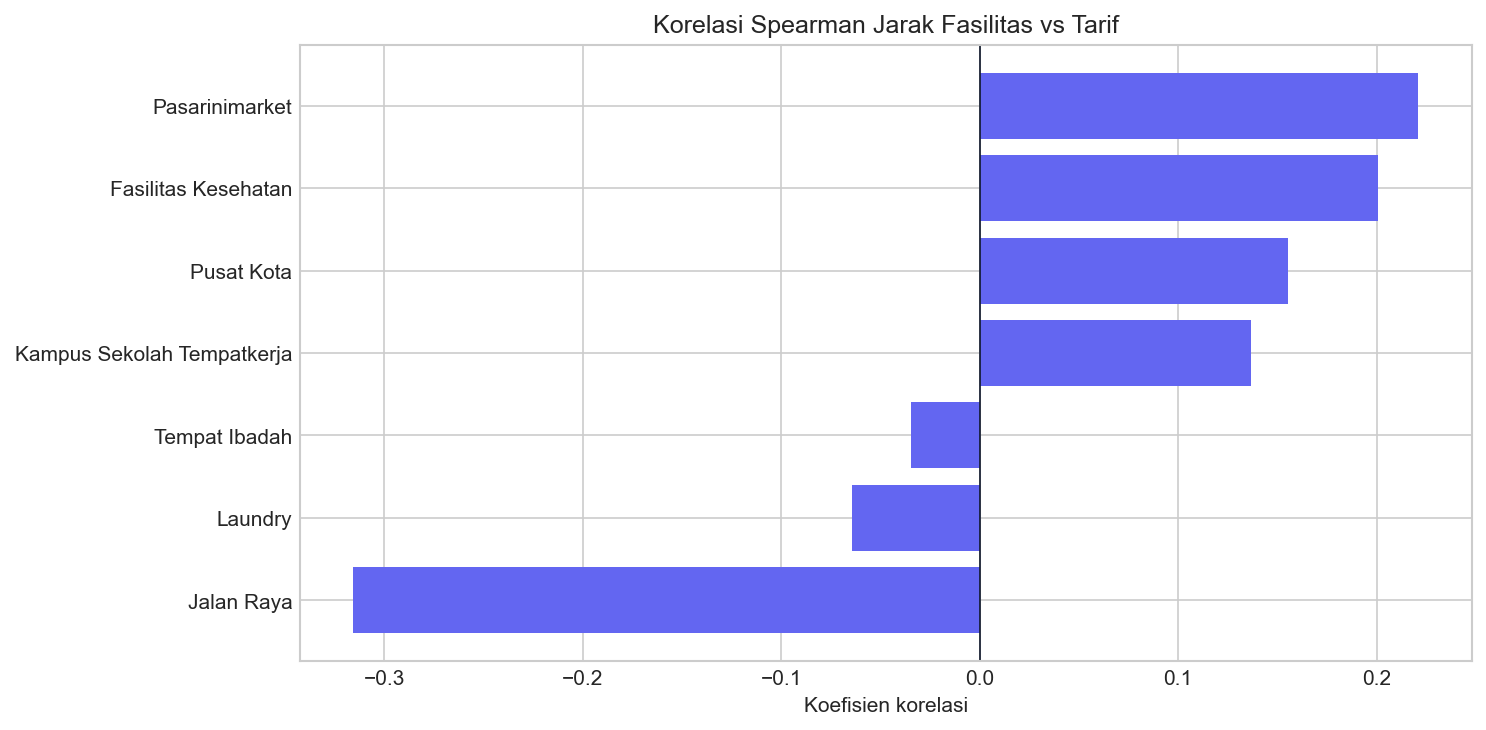 Korelasi Spearman Jarak Fasilitas vs Tarif
Pasarinimarket
Fasilitas Kesehatan
Pusat Kota
Kampus Sekolah Tempatkerja
Tempat Ibadah
Laundry
Jalan Raya
−0.3 −0.2 −0.1 0.0 0.1 0.2
Koefisien korelasi